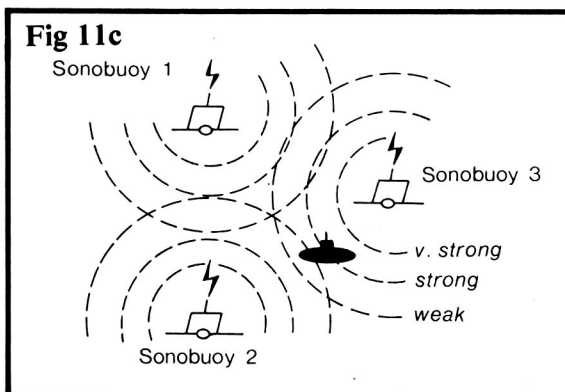 Fig 11c
Sonobuoy 1
Sonobuoy 3
v. strong
strong
weak
Sonobuoy 2